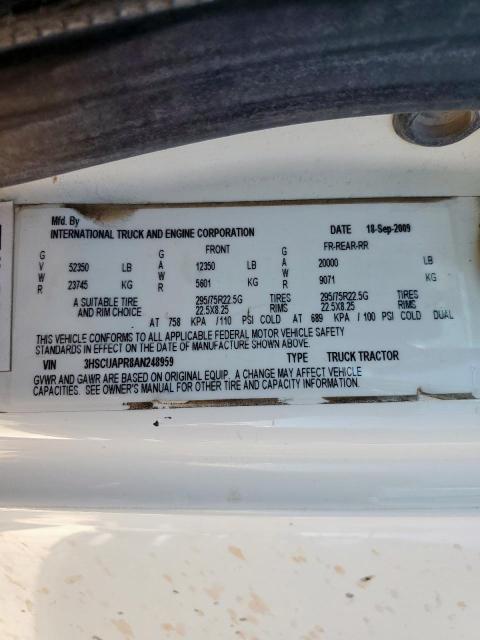 Mfd. By
INTERNATIONAL TRUCK AND ENGINE CORPORATION DATE 18-Sep-2009
G G FRONT G FR-REAR-RR
V 52350 LB A 12350 LB A 20000 LB
W W W
R 23745 KG R 5601 KG R 9071 KG
A SUITABLE TIRE 295/75R22.5G TIRES 295/75R22.5G TIRES
AND RIM CHOICE 22.5X8.25 RIMS 22.5X8.25 RIMS
AT 758 KPA /110 PSI COLD AT 689 KPA / 100 PSI COLD DUAL
THIS VEHICLE CONFORMS TO ALL APPLICABLE FEDERAL MOTOR VEHICLE SAFETY
STANDARDS IN EFFECT ON THE DATE OF MANUFACTURE SHOWN ABOVE.
VIN 3HSCUAPR8AN248959 TYPE TRUCK TRACTOR
GVWR AND GAWR ARE BASED ON ORIGINAL EQUIP. A CHANGE MAY AFFECT VEHICLE
CAPACITIES. SEE OWNER'S MANUAL FOR OTHER TIRE AND CAPACITY INFORMATION.